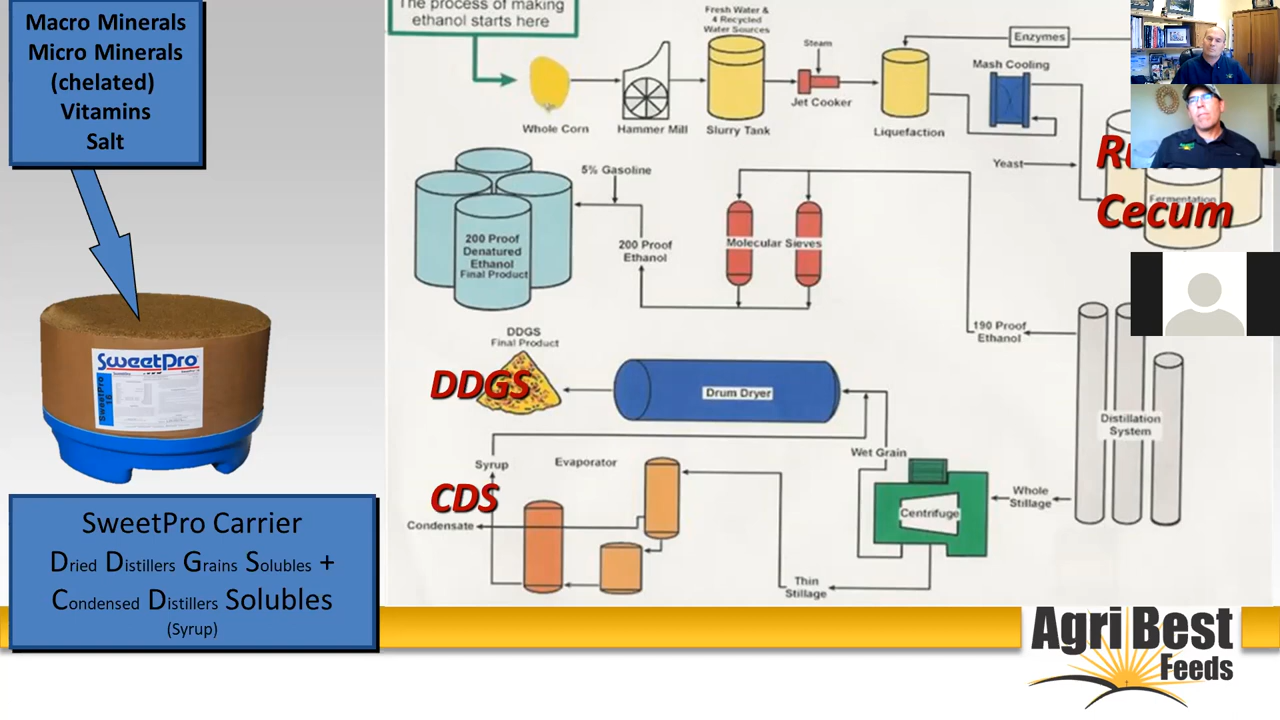 Macro Minerals
Micro Minerals
(chelated)
Vitamins
Salt
SweetPro
SweetPro
16
SweetPro Carrier
Dried Distillers Grains Solubles +
Condensed Distillers Solubles
(Syrup)
The process of making
ethanol starts here
Whole Corn
Hammer Mill
Fresh Water &
4 Recycled
Water Sources
Slurry Tank
Steam
Jet Cooker
Enzymes
Liquefaction
Mash Cooling
Yeast
Fermentation
Cecum
5% Gasoline
200 Proof
Denatured
Ethanol
Final Product
200 Proof
Ethanol
Molecular Sieves
190 Proof
Ethanol
Distillation
System
DDGS
Final Product
DDGS
Drum Dryer
Wet Grain
Syrup
Evaporator
CDS
Condensate
Centrifuge
Whole
Stillage
Thin
Stillage
Agri Best
Feeds